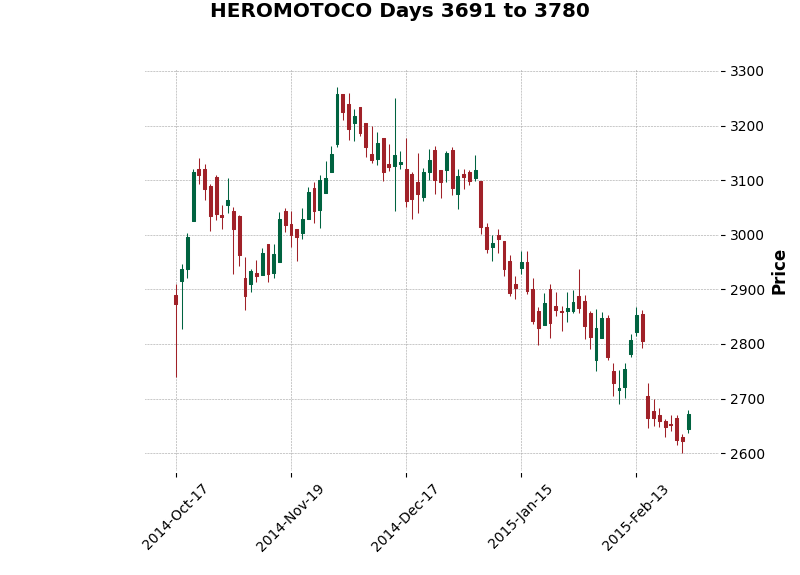 HEROMOTOCO Days 3691 to 3780
3300
3200
3100
3000
2900
2800
2700
2600
Price
2014-Oct-17
2014-Nov-19
2014-Dec-17
2015-Jan-15
2015-Feb-13